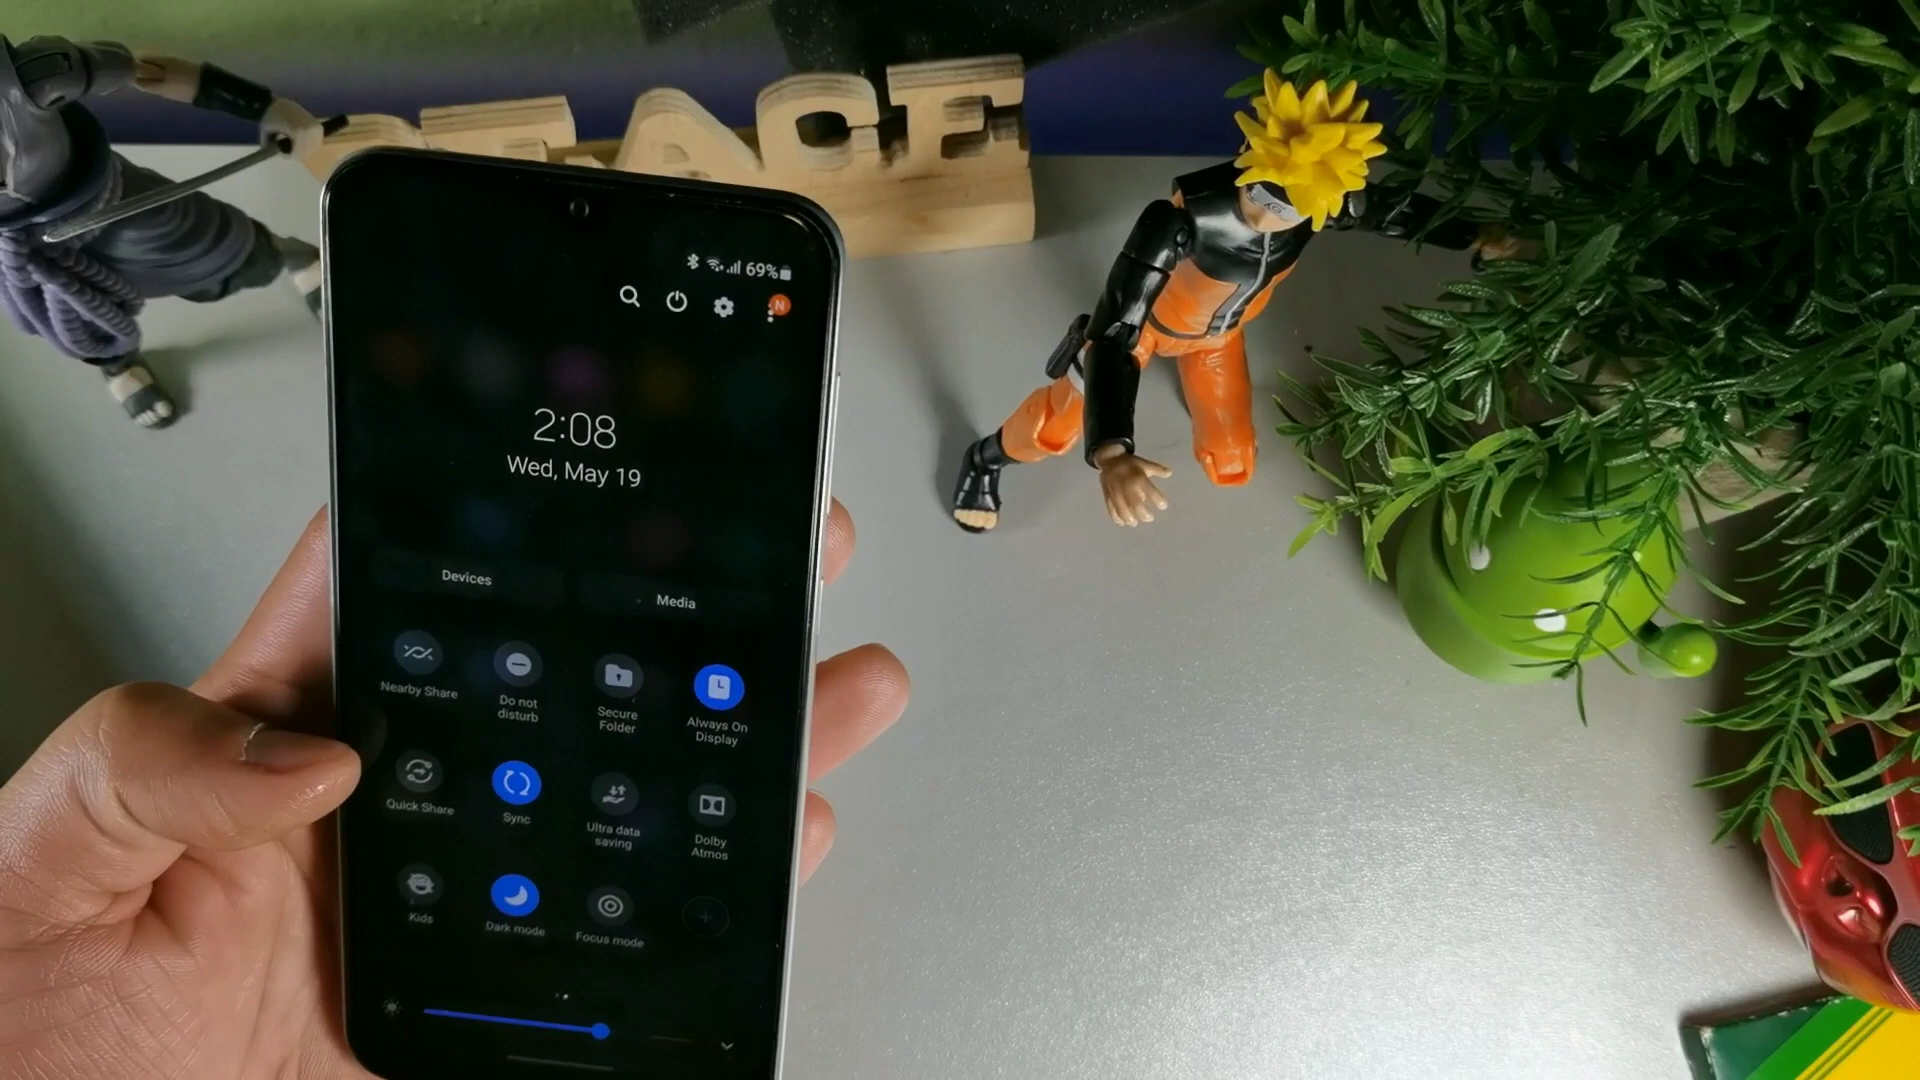 PEACE
69%
N
2:08
Wed, May 19
Devices
Media
Nearby Share
Do not
disturb
Secure
Folder
Always On
Display
Quick Share
Sync
Ultra data
saving
Dolby
Atmos
Kids
Dark mode
Focus mode